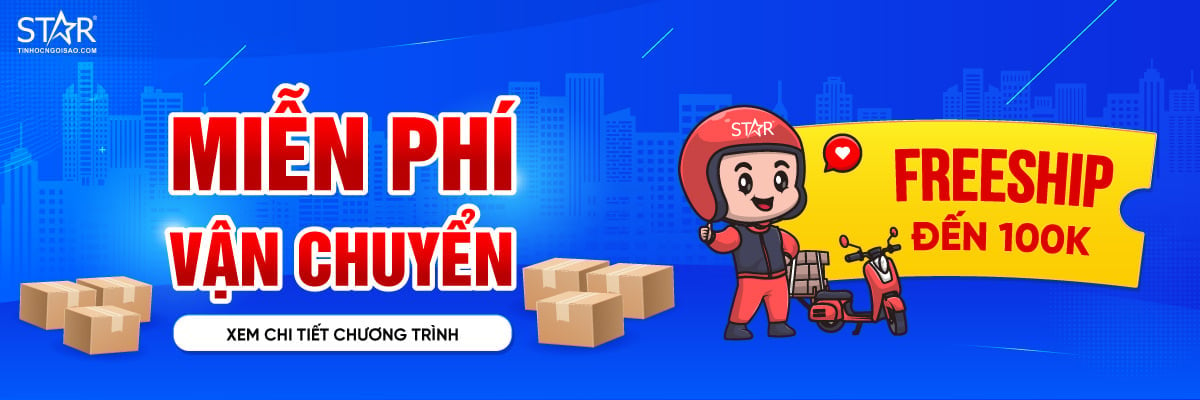 STAR®
TINHOCNGOISAO.COM
MIỄN PHÍ
VẬN CHUYỂN
XEM CHI TIẾT CHƯƠNG TRÌNH
STAR
FREESHIP
ĐẾN 100K